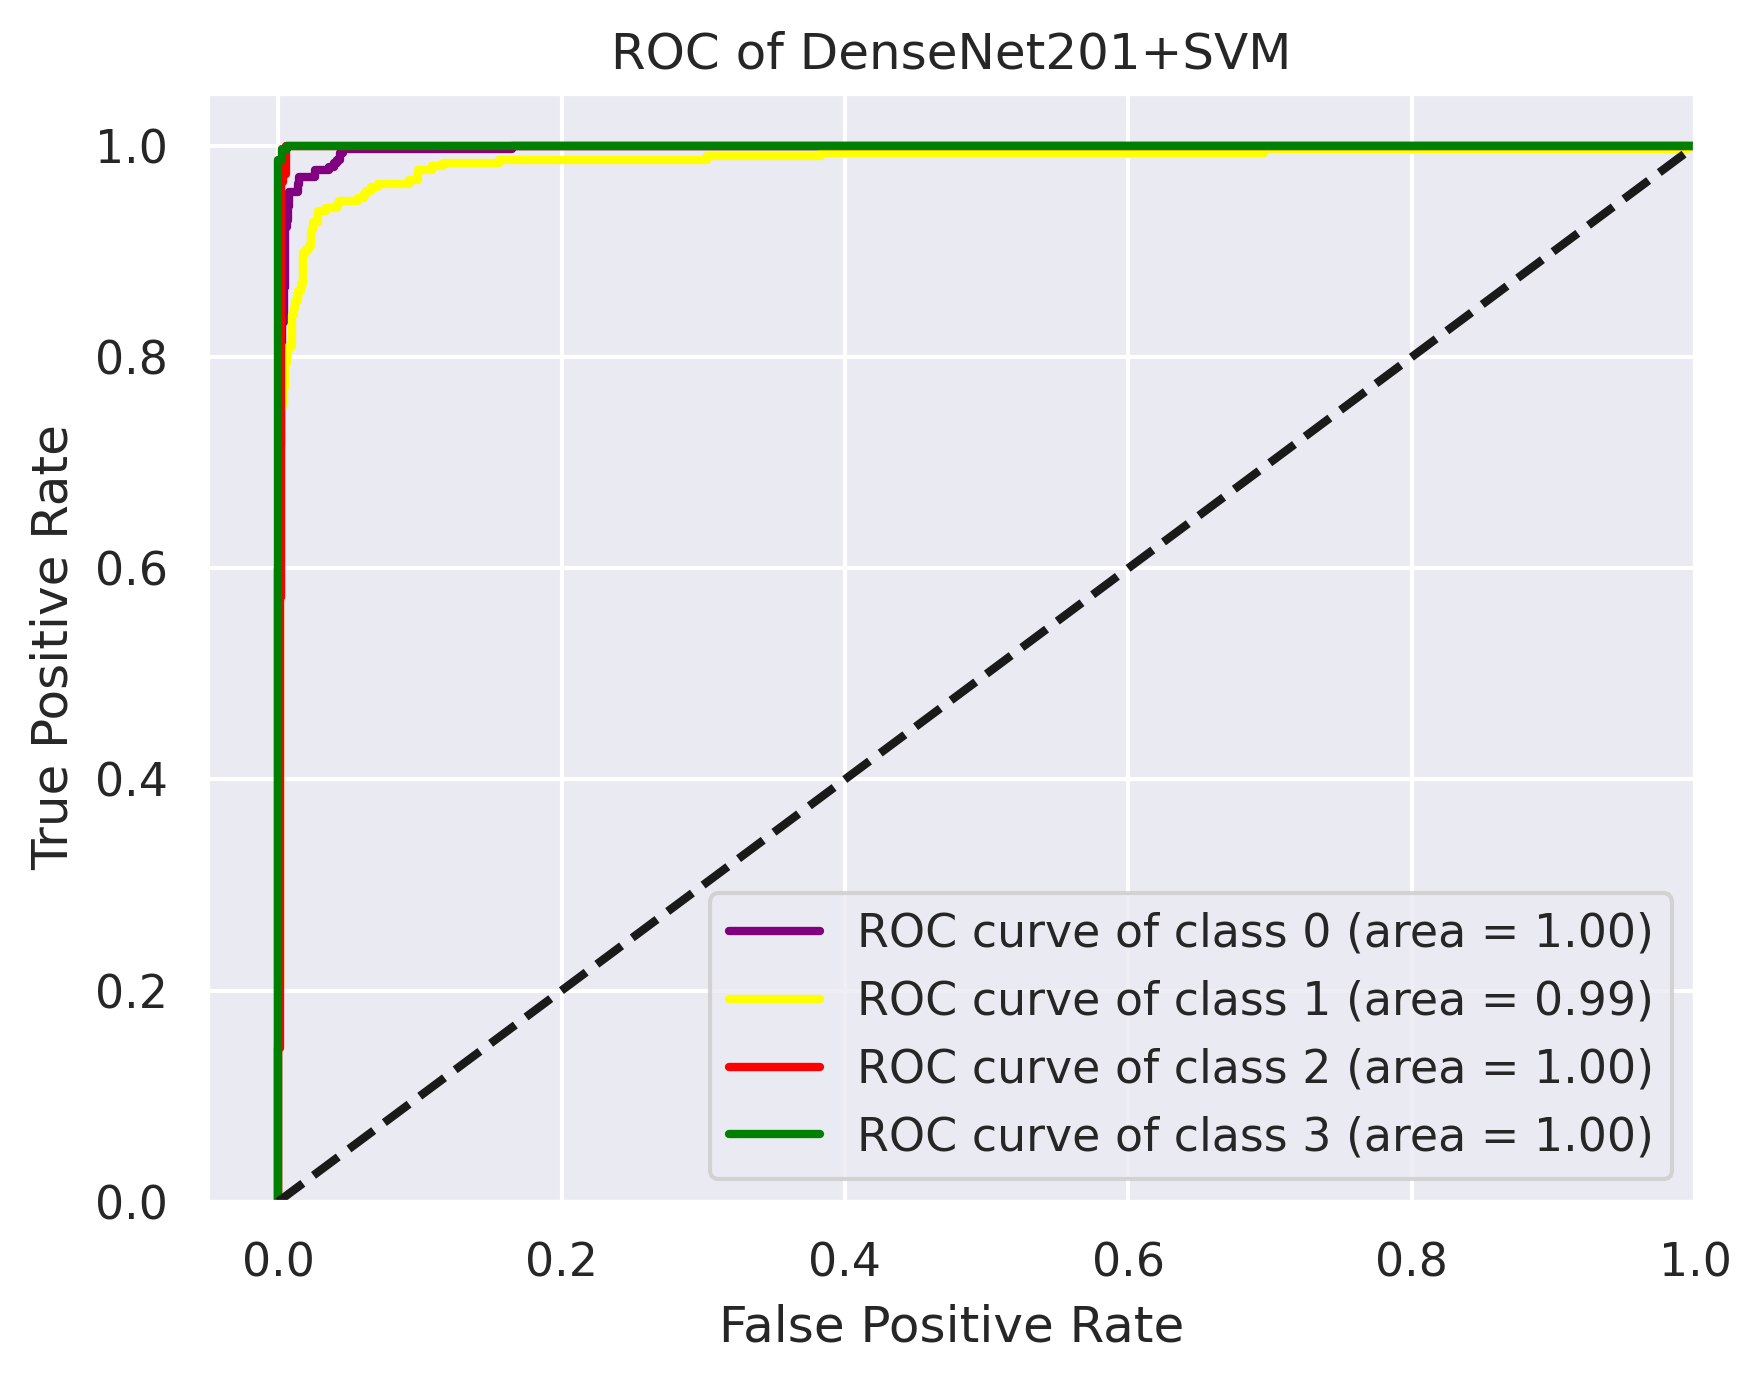 ROC of DenseNet201+SVM
1.0
0.8
0.6
0.4
0.2
0.0
True Positive Rate
ROC curve of class 0 (area = 1.00)
ROC curve of class 1 (area = 0.99)
ROC curve of class 2 (area = 1.00)
ROC curve of class 3 (area = 1.00)
0.0 0.2 0.4 0.6 0.8 1.0
False Positive Rate